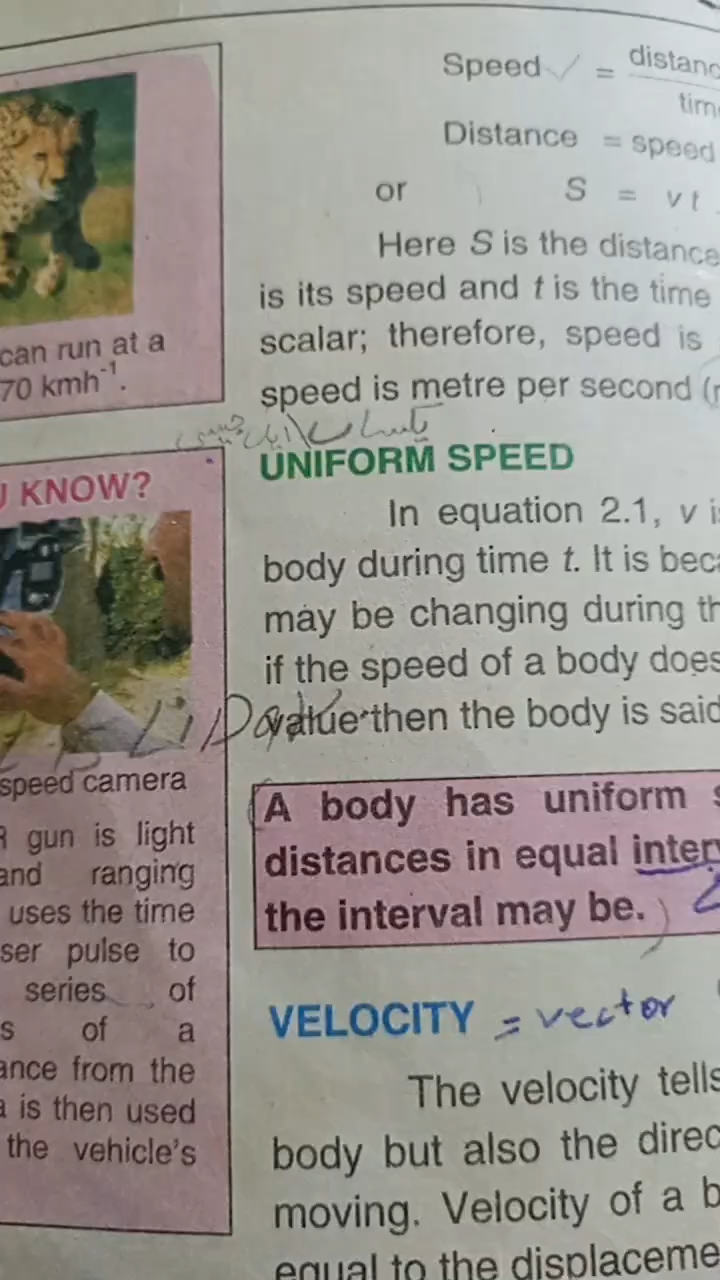 can run at a
70 kmh⁻¹.
U KNOW?
speed camera
R gun is light
and ranging
uses the time
ser pulse to
series of
s of a
ance from the
a is then used
the vehicle's
Speed ✓ = distanc
time
Distance = speed
or S = v t
Here S is the distance
is its speed and t is the time
scalar; therefore, speed is
speed is metre per second (
یکساں
UNIFORM SPEED
In equation 2.1, v is
body during time t. It is beca
may be changing during th
if the speed of a body does
value then the body is said
A body has uniform s
distances in equal interv
the interval may be.
VELOCITY = vector
The velocity tells
body but also the direc
moving. Velocity of a b
equal to the displaceme